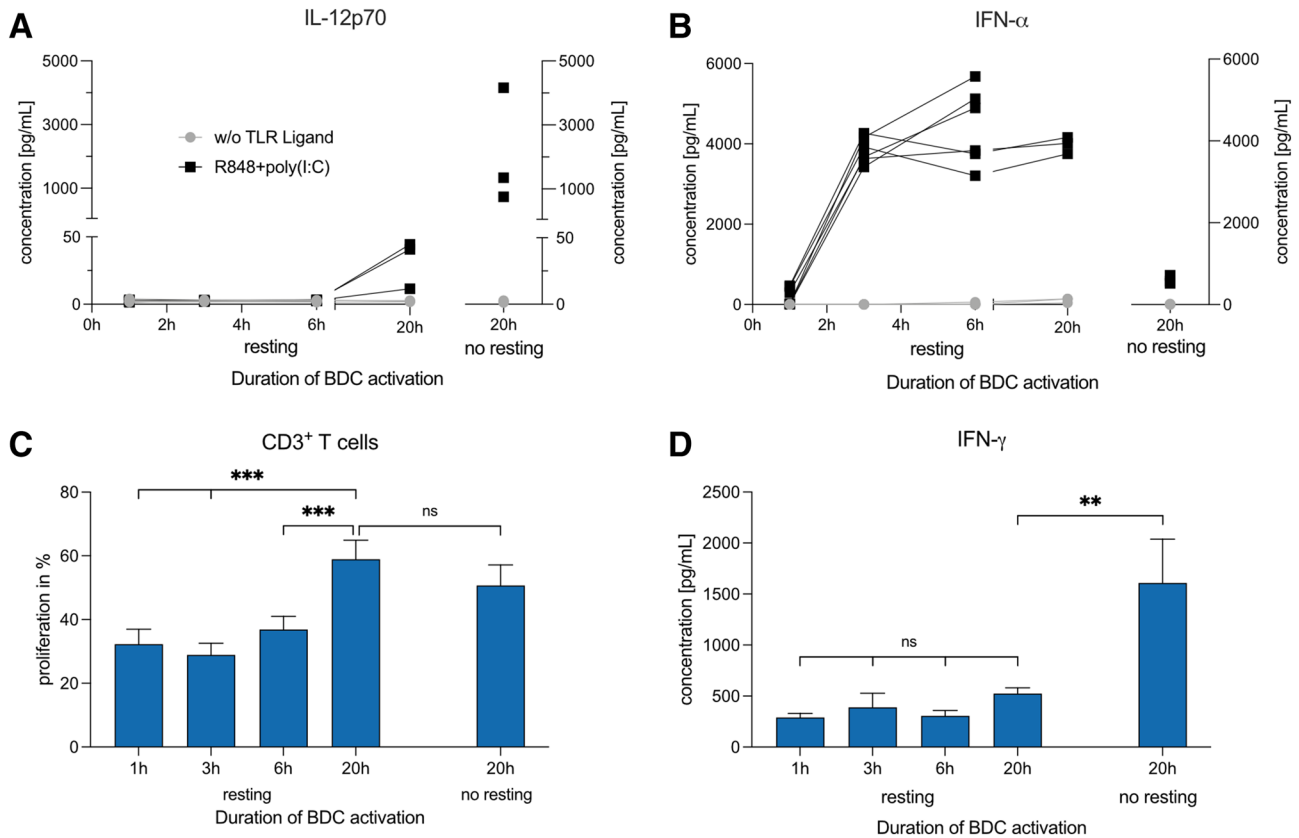 A
IL-12p70
5000
3000
1000
50
0
concentration [pg/mL]
w/o TLR Ligand
R848+poly(I:C)
5000
3000
1000
50
0
concentration [pg/mL]
0h 2h 4h 6h 20h 20h
resting no resting
Duration of BDC activation
B
IFN-α
6000
4000
2000
0
concentration [pg/mL]
6000
4000
2000
0
concentration [pg/mL]
0h 2h 4h 6h 20h 20h
resting no resting
Duration of BDC activation
C
CD3+ T cells
80
60
40
20
0
proliferation in %
***
***
ns
1h 3h 6h 20h 20h
resting no resting
Duration of BDC activation
D
IFN-γ
2500
2000
1500
1000
500
0
concentration [pg/mL]
**
ns
1h 3h 6h 20h 20h
resting no resting
Duration of BDC activation